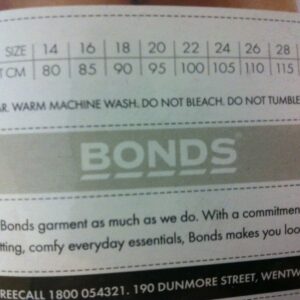 SIZE 14 16 18 20 22 24 26 28
CM 80 85 90 95 100 105 110 115
WARM MACHINE WASH. DO NOT BLEACH. DO NOT TUMBLE
BONDS
Bonds garment as much as we do. With a commitmen
tting, comfy everyday essentials, Bonds makes you loo
REECALL 1800 054321. 190 DUNMORE STREET, WENTW